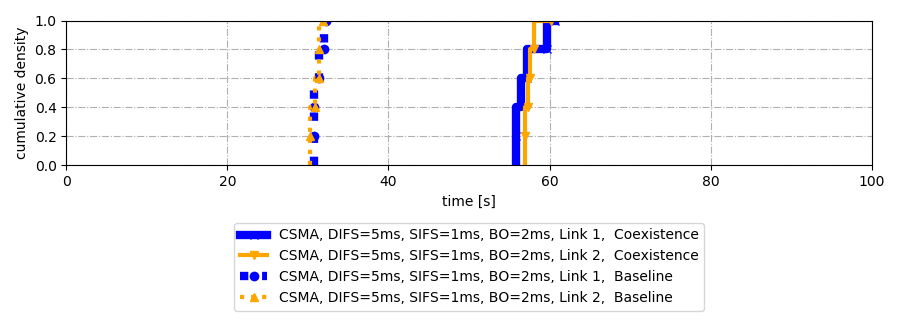 1.0
0.8
0.6
0.4
0.2
0.0
cumulative density
0 20 40 60 80 100
time [s]
CSMA, DIFS=5ms, SIFS=1ms, BO=2ms, Link 1,  Coexistence
CSMA, DIFS=5ms, SIFS=1ms, BO=2ms, Link 2,  Coexistence
CSMA, DIFS=5ms, SIFS=1ms, BO=2ms, Link 1,  Baseline
CSMA, DIFS=5ms, SIFS=1ms, BO=2ms, Link 2,  Baseline